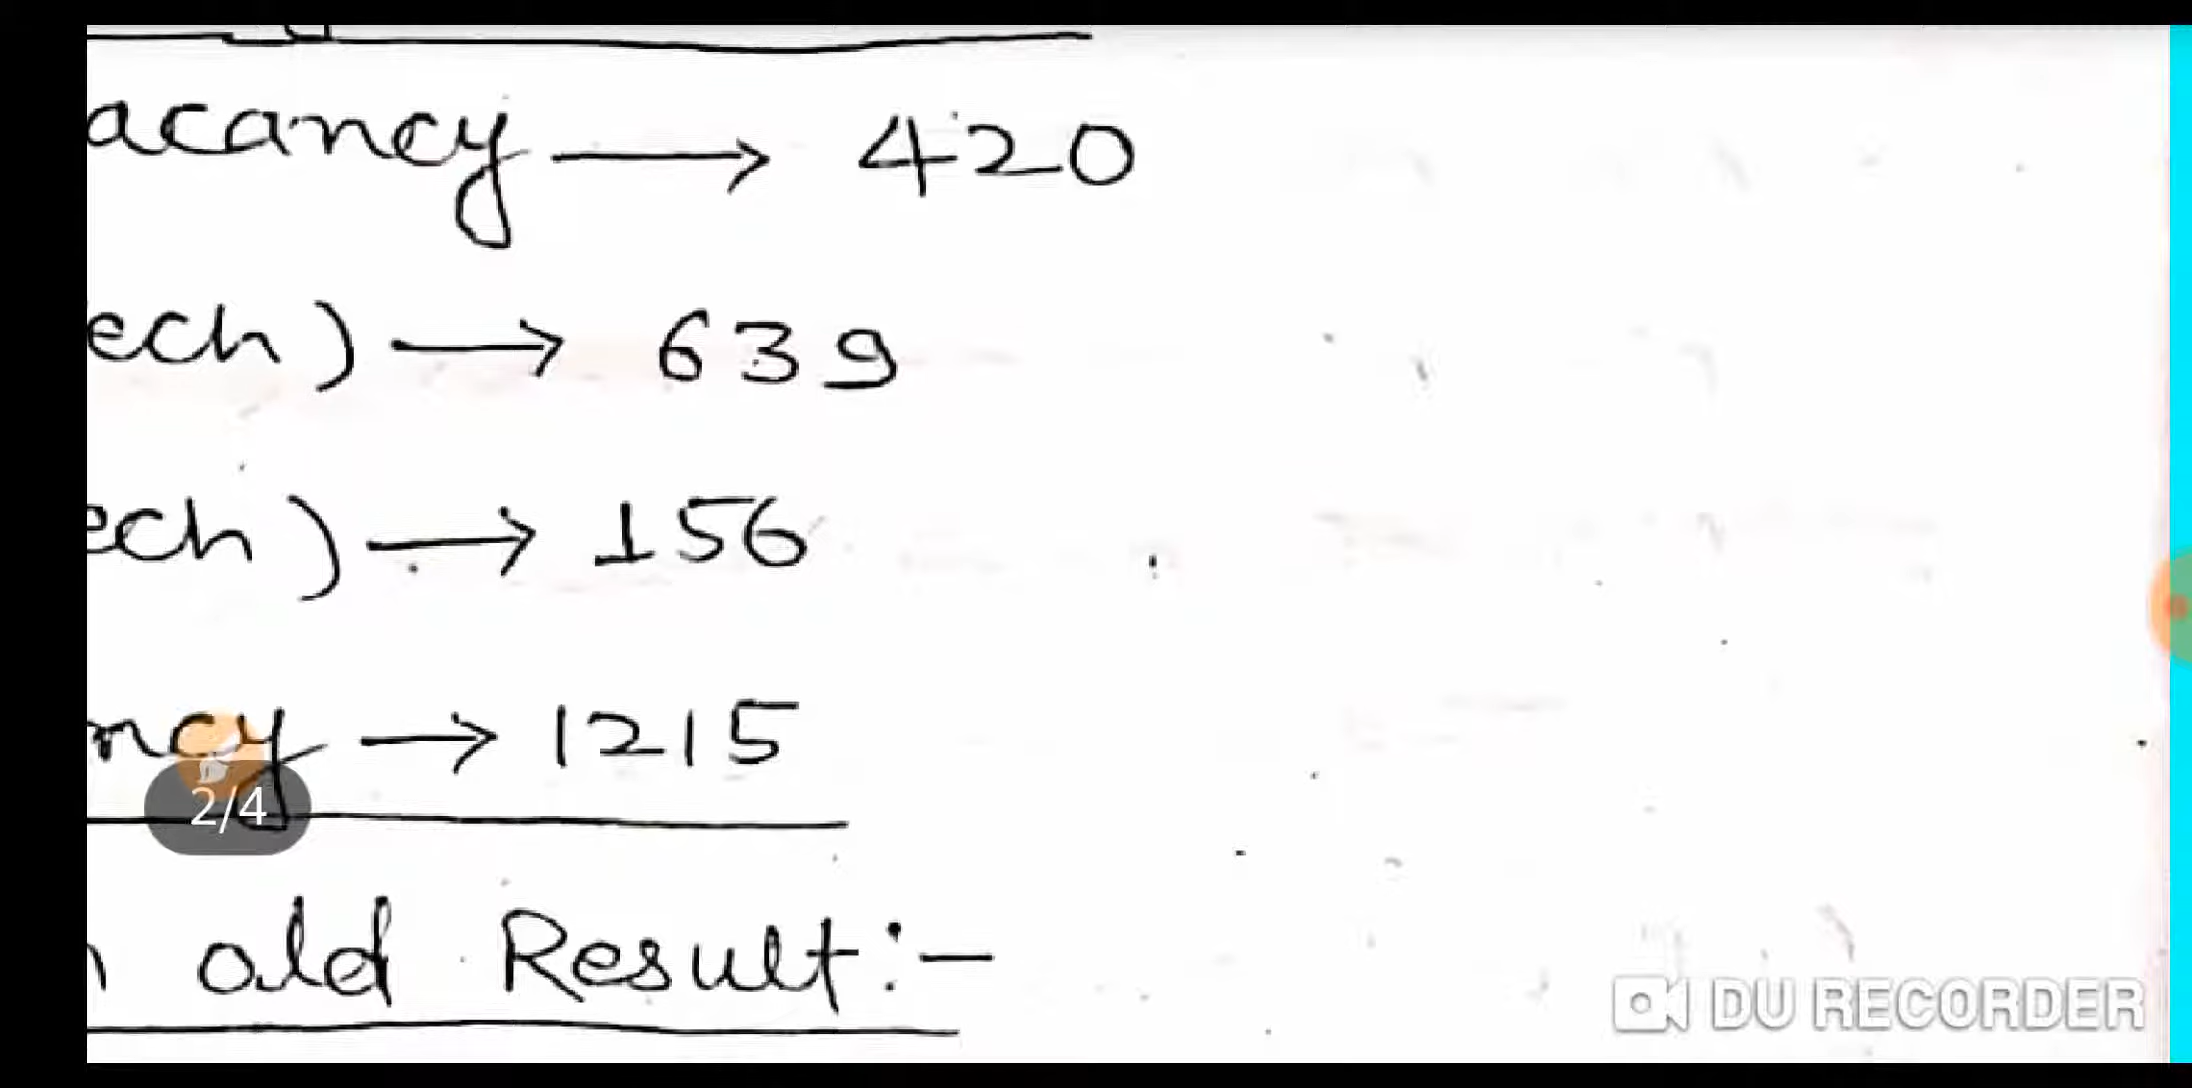 acancy → 420
ech) → 639
ech) → 156
ncy → 1215
2/4
old Result:-
DU RECORDER